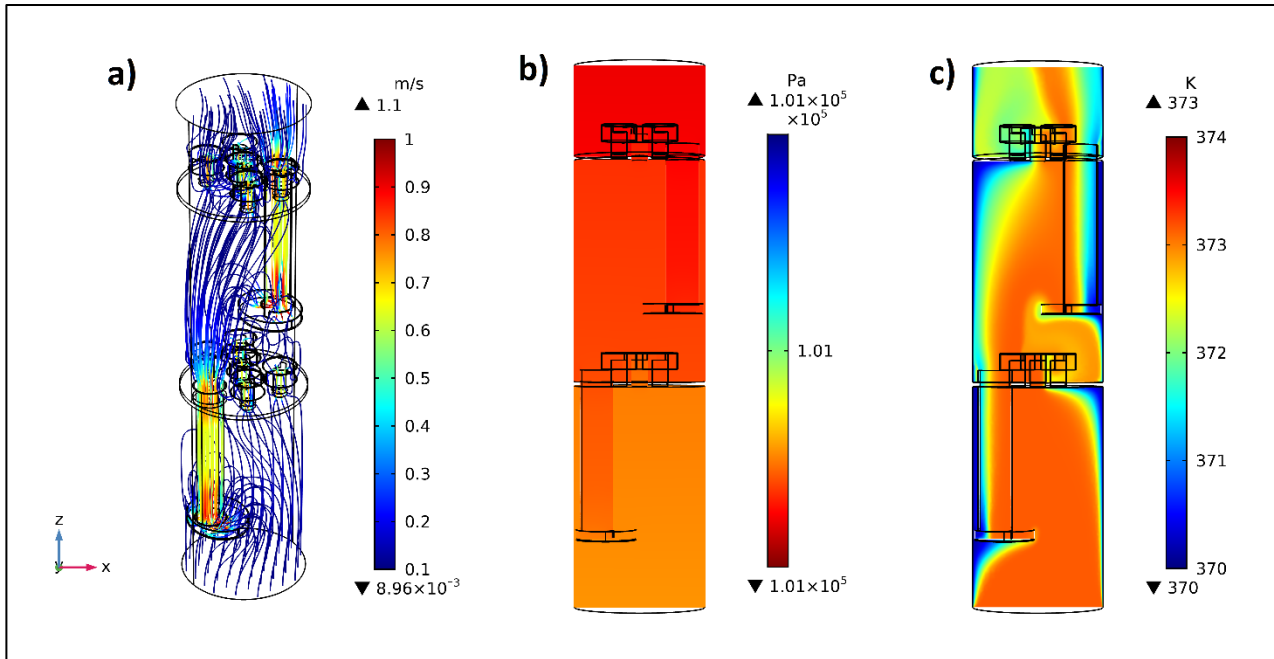 a)
m/s
▲ 1.1
1
0.9
0.8
0.7
0.6
0.5
0.4
0.3
0.2
0.1
▼ 8.96×10⁻³
z
y
x
b)
Pa
▲ 1.01×10⁵
×10⁵
1.01
▼ 1.01×10⁵
c)
K
▲ 373
374
373
372
371
370
▼ 370